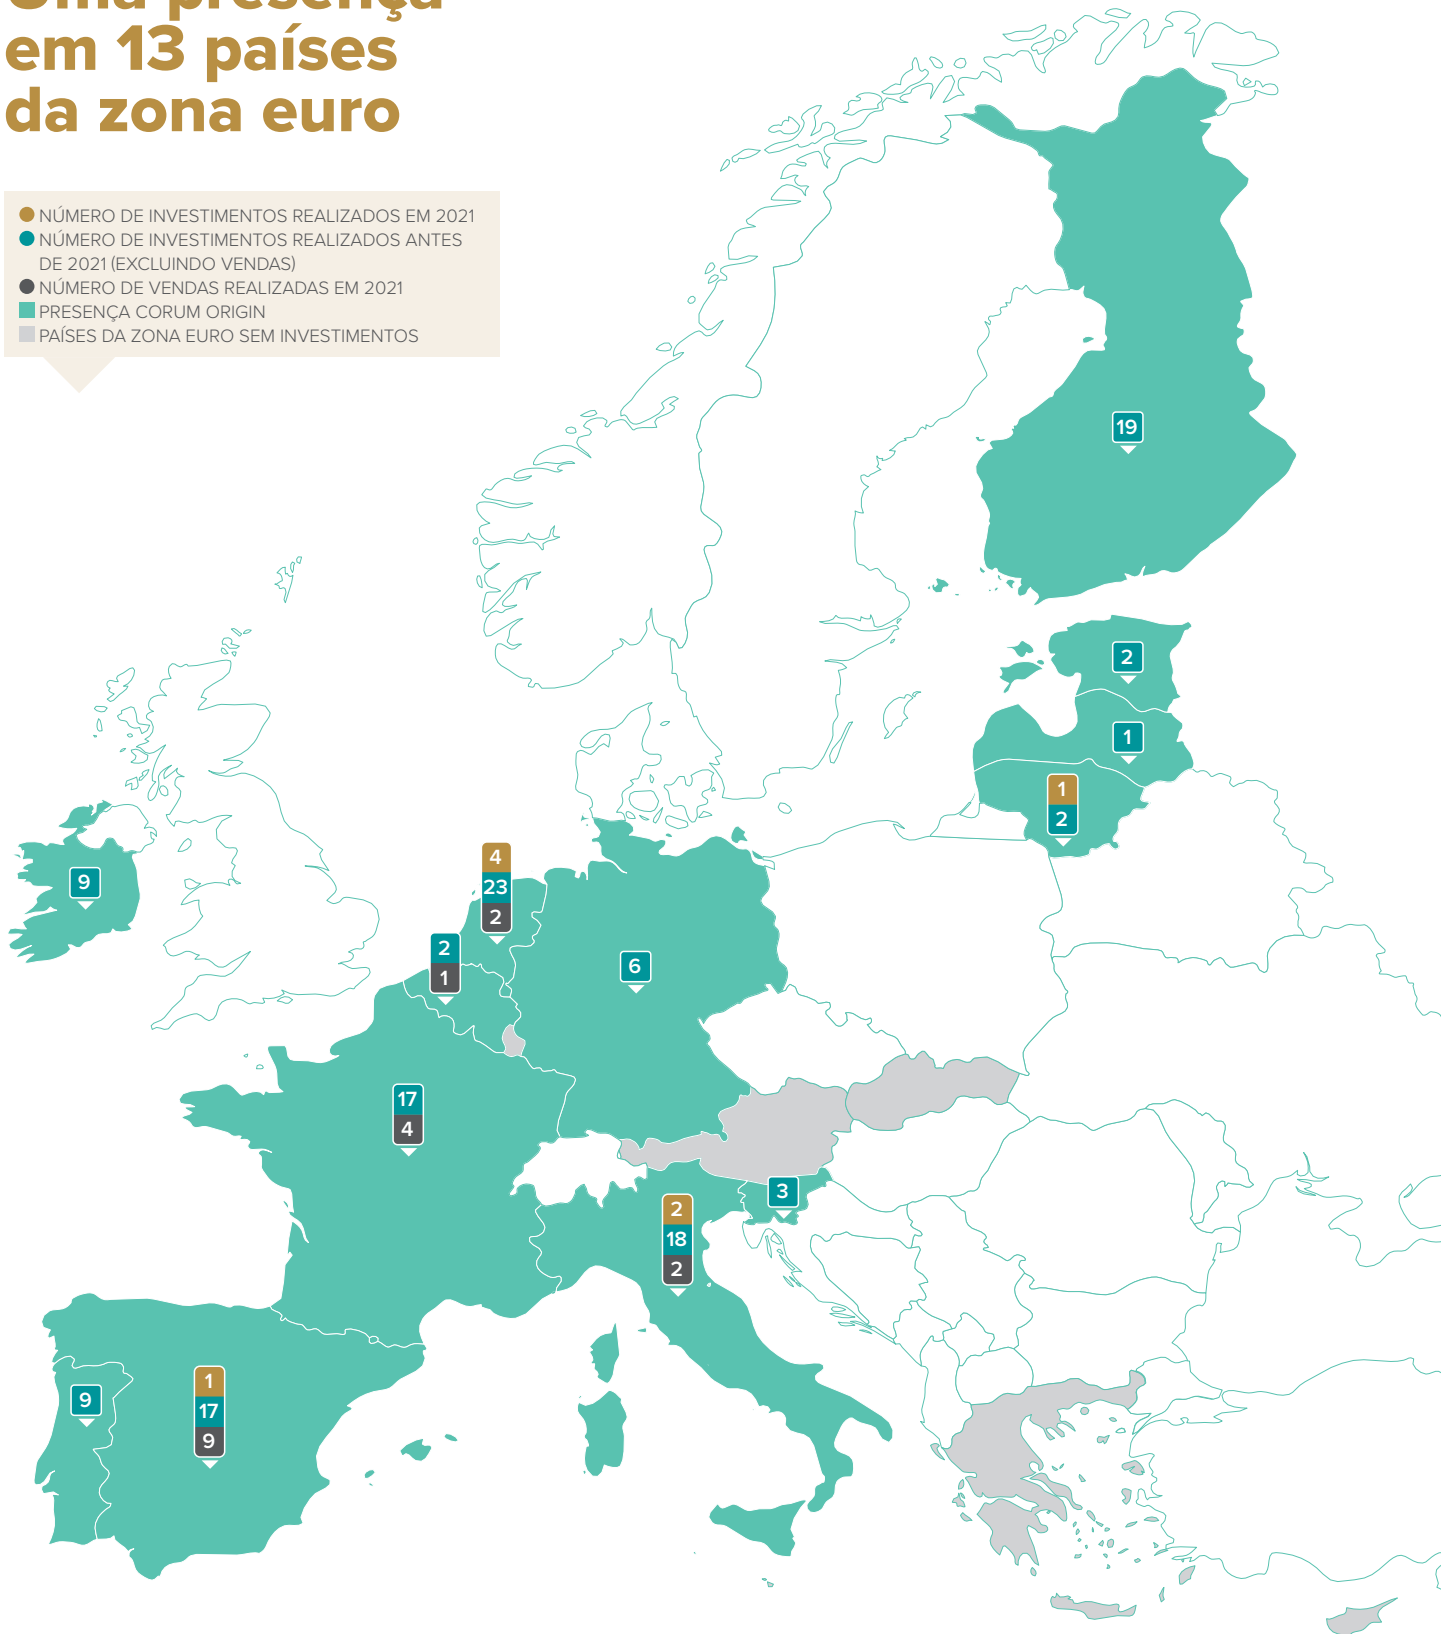 Uma presença
em 13 países
da zona euro
NÚMERO DE INVESTIMENTOS REALIZADOS EM 2021
NÚMERO DE INVESTIMENTOS REALIZADOS ANTES
DE 2021 (EXCLUINDO VENDAS)
NÚMERO DE VENDAS REALIZADAS EM 2021
PRESENÇA CORUM ORIGIN
PAÍSES DA ZONA EURO SEM INVESTIMENTOS
19
2
1
1
2
4
23
2
9
2
1
6
17
4
3
2
18
2
9
1
17
9